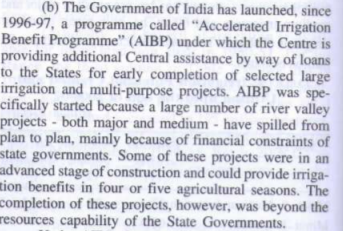 (b) The Government of India has launched, since
1996-97, a programme called “Accelerated Irrigation
Benefit Programme” (AIBP) under which the Centre is
providing additional Central assistance by way of loans
to the States for early completion of selected large
irrigation and multi-purpose projects. AIBP was spe-
cifically started because a large number of river valley
projects - both major and medium - have spilled from
plan to plan, mainly because of financial constraints of
state governments. Some of these projects were in an
advanced stage of construction and could provide irriga-
tion benefits in four or five agricultural seasons. The
completion of these projects, however, was beyond the
resources capability of the State Governments.